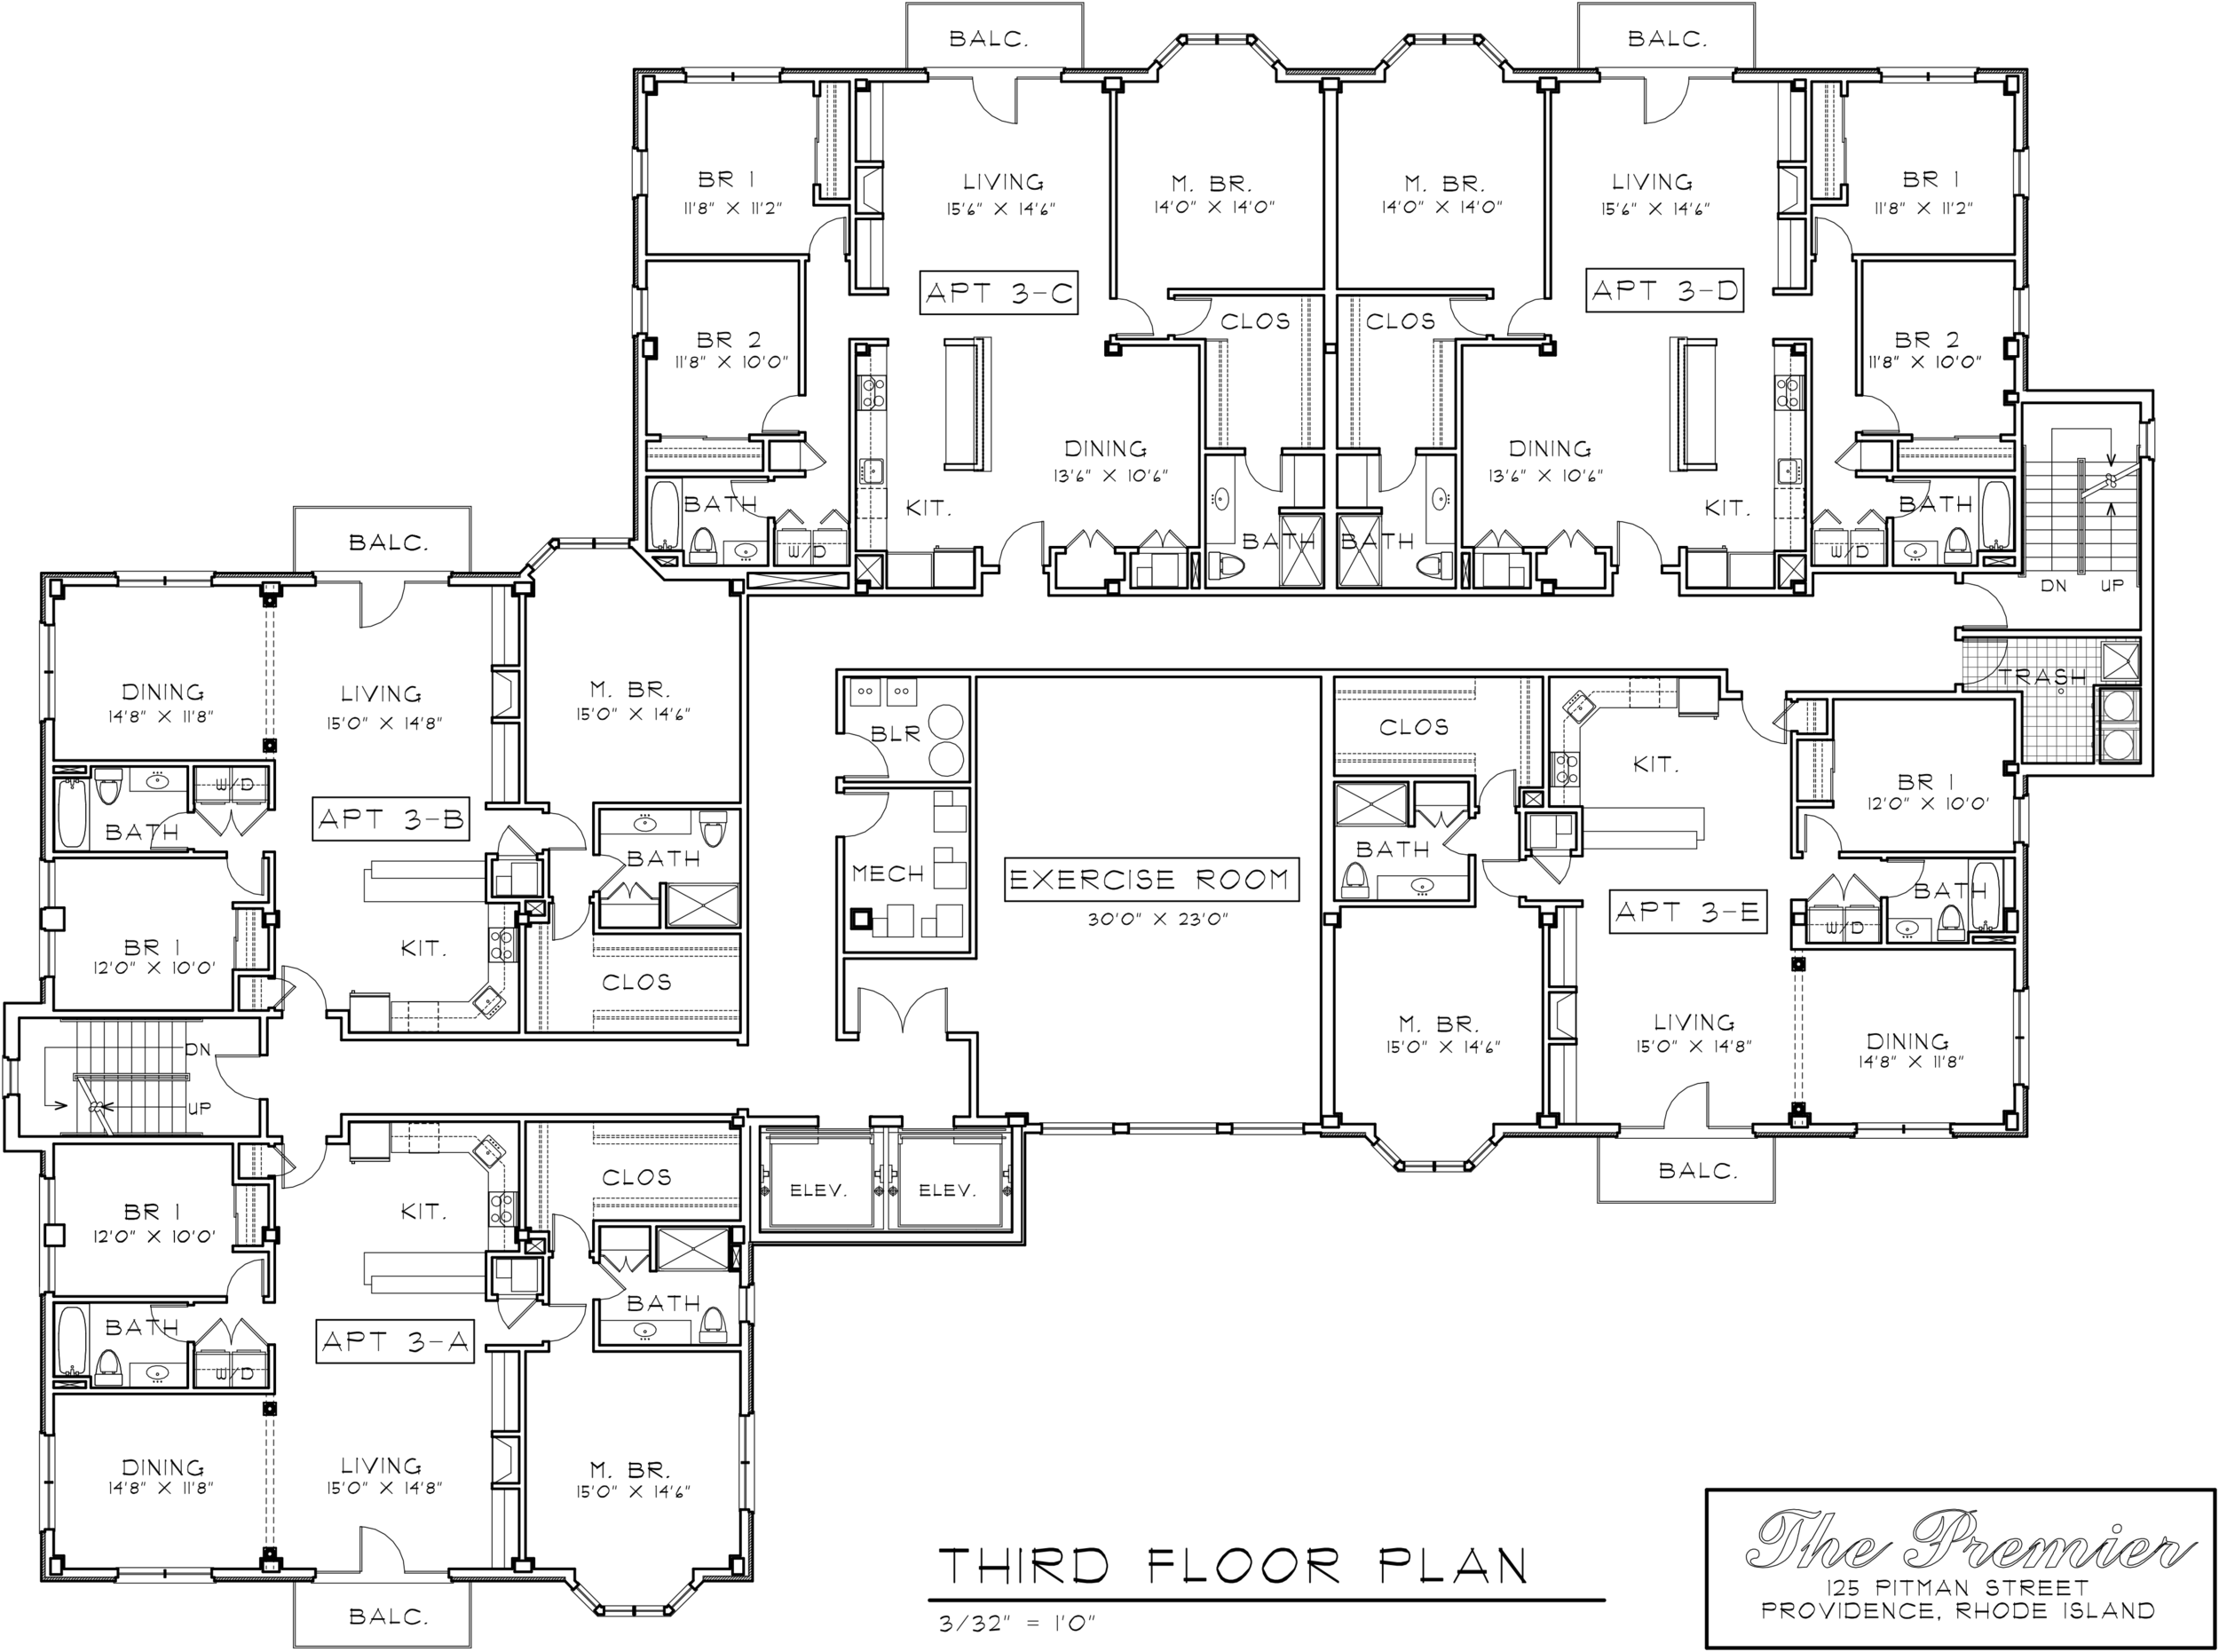 BALC.
BALC.
BR 1
11'8" X 11'2"
LIVING
15'6" X 14'6"
M. BR.
14'0" X 14'0"
M. BR.
14'0" X 14'0"
LIVING
15'6" X 14'6"
BR 1
11'8" X 11'2"
APT 3-C
APT 3-D
CLOS
CLOS
BR 2
11'8" X 10'0"
BR 2
11'8" X 10'0"
DINING
13'6" X 10'6"
DINING
13'6" X 10'6"
BATH
KIT.
KIT.
BATH
W/D
BATH
BATH
W/D
DN
UP
BALC.
TRASH
DINING
14'8" X 11'8"
LIVING
15'0" X 14'8"
M. BR.
15'0" X 14'6"
BLR
CLOS
KIT.
BR 1
12'0" X 10'0'
W/D
BATH
APT 3-B
BATH
MECH
EXERCISE ROOM
30'0" X 23'0"
BATH
APT 3-E
BATH
W/D
BR 1
12'0" X 10'0'
KIT.
CLOS
M. BR.
15'0" X 14'6"
LIVING
15'0" X 14'8"
DINING
14'8" X 11'8"
DN
UP
BALC.
BR 1
12'0" X 10'0'
KIT.
CLOS
ELEV.
ELEV.
BATH
W/D
APT 3-A
BATH
DINING
14'8" X 11'8"
LIVING
15'0" X 14'8"
M. BR.
15'0" X 14'6"
BALC.
THIRD FLOOR PLAN
3/32" = 1'0"
The Premier
125 PITMAN STREET
PROVIDENCE, RHODE ISLAND